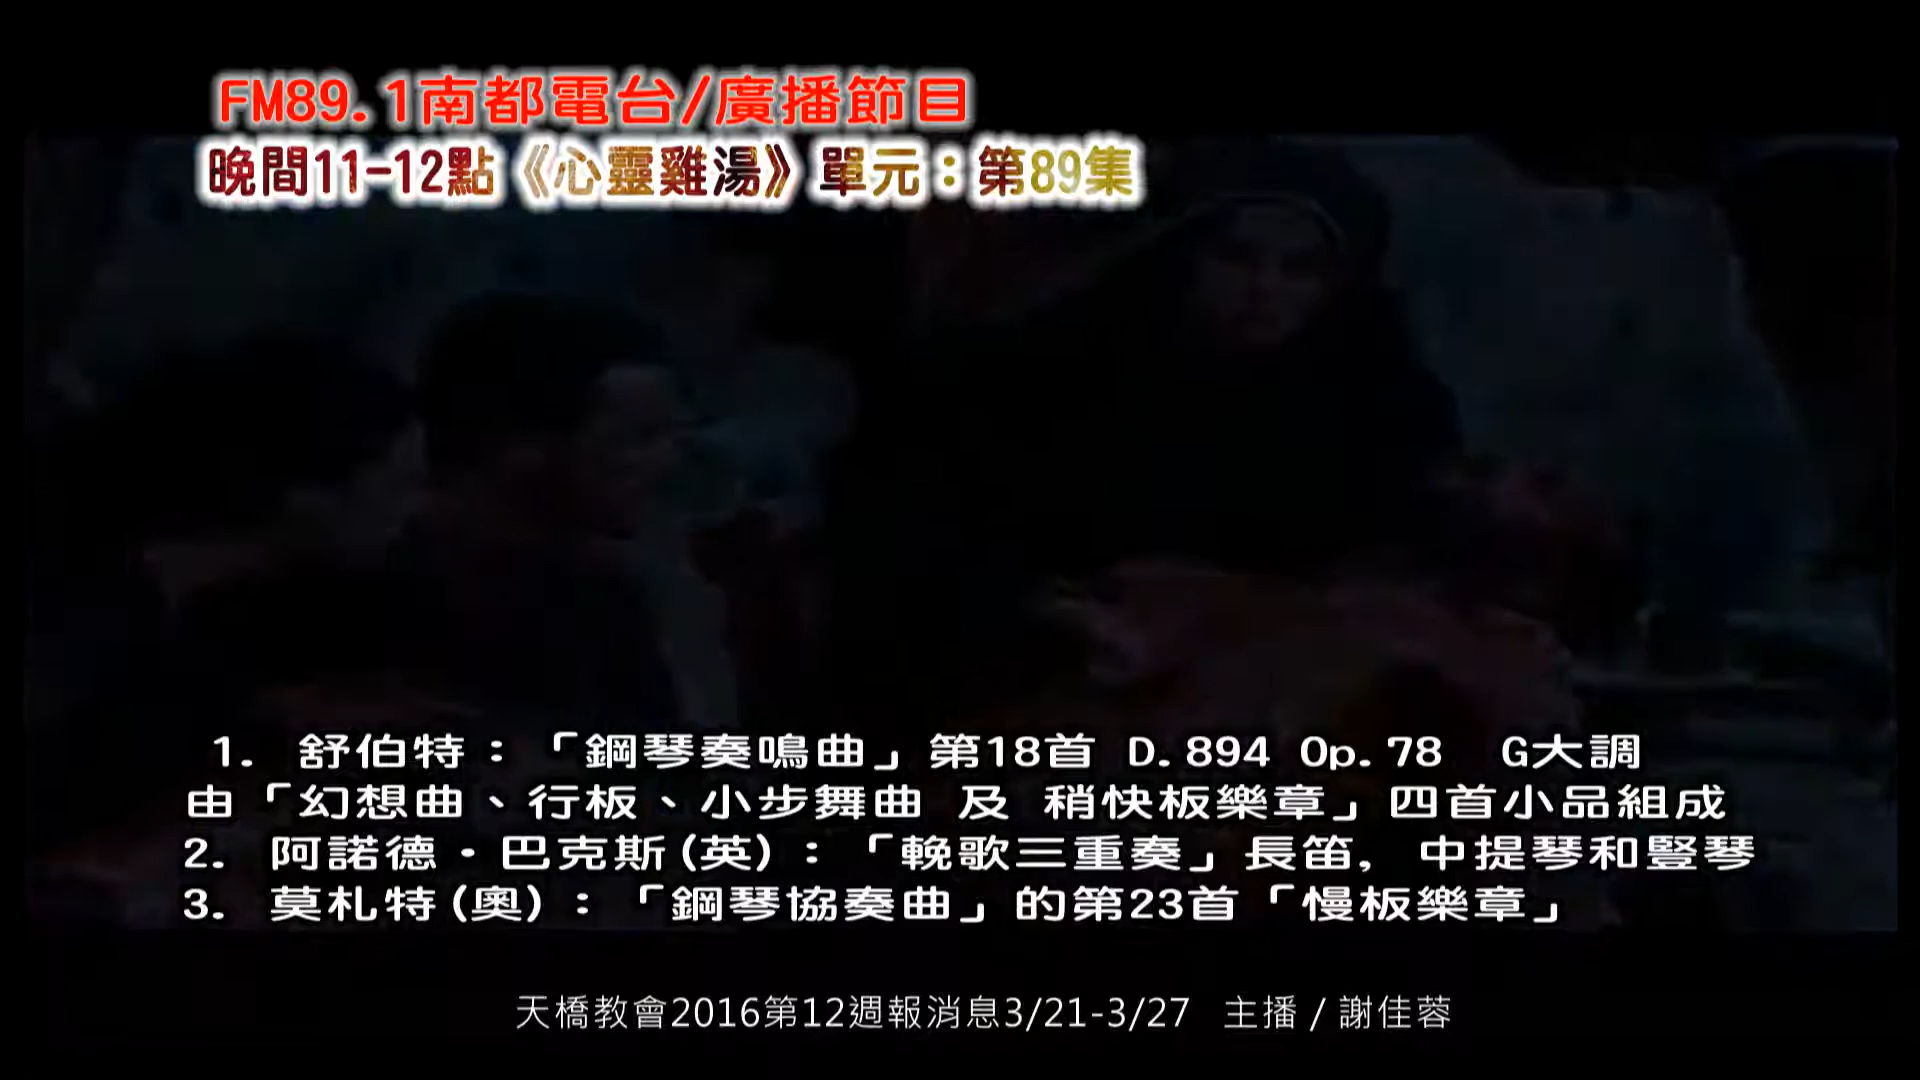 FM89.1南都電台/廣播節目
晚間11-12點《心靈雞湯》單元：第89集
1. 舒伯特：「鋼琴奏鳴曲」第18首 D.894 Op.78 G大調
由「幻想曲、行板、小步舞曲 及 稍快板樂章」四首小品組成
2. 阿諾德·巴克斯(英)：「輓歌三重奏」長笛, 中提琴和豎琴
3. 莫札特(奧)：「鋼琴協奏曲」的第23首「慢板樂章」
天橋教會2016第12週報消息3/21-3/27 主播/謝佳蓉